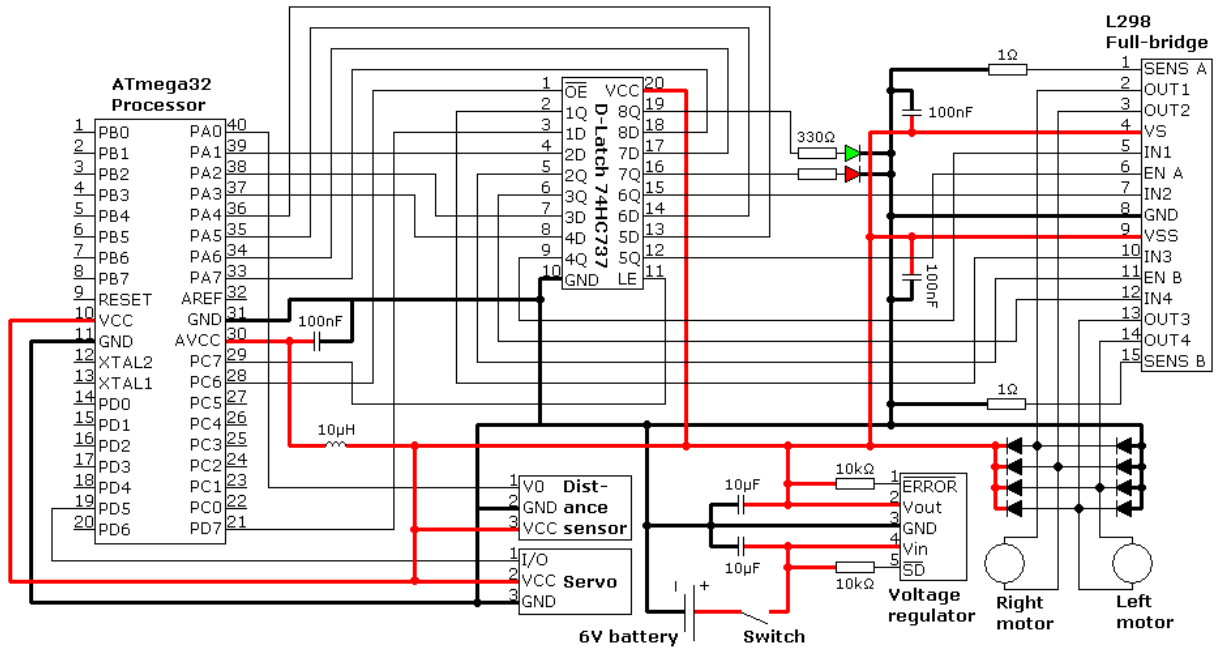 L298
Full-bridge
1 SENS A
2 OUT1
3 OUT2
4 VS
5 IN1
6 EN A
7 IN2
8 GND
9 VSS
10 IN3
11 EN B
12 IN4
13 OUT3
14 OUT4
15 SENS B
1Ω
100nF
330Ω
100nF
1Ω
ATmega32
Processor
1 PB0 PA0 40
2 PB1 PA1 39
3 PB2 PA2 38
4 PB3 PA3 37
5 PB4 PA4 36
6 PB5 PA5 35
7 PB6 PA6 34
8 PB7 PA7 33
9 RESET AREF 32
10 VCC GND 31
11 GND AVCC 30
12 XTAL2 PC7 29
13 XTAL1 PC6 28
14 PD0 PC5 27
15 PD1 PC4 26
16 PD2 PC3 25
17 PD3 PC2 24
18 PD4 PC1 23
19 PD5 PC0 22
20 PD6 PD7 21
100nF
10µH
D-Latch 74HC737
1 OE VCC 20
2 1Q 8Q 19
3 1D 8D 18
4 2D 7D 17
5 2Q 7Q 16
6 3Q 6Q 15
7 3D 6D 14
8 4D 5D 13
9 4Q 5Q 12
10 GND LE 11
1 V0 Dist-
2 GND ance
3 VCC sensor
1 I/O
2 VCC Servo
3 GND
10µF
10µF
10kΩ
10kΩ
1 ERROR
2 Vout
3 GND
4 Vin
5 SD
Voltage
regulator
- +
6V battery
Switch
Right
motor
Left
motor